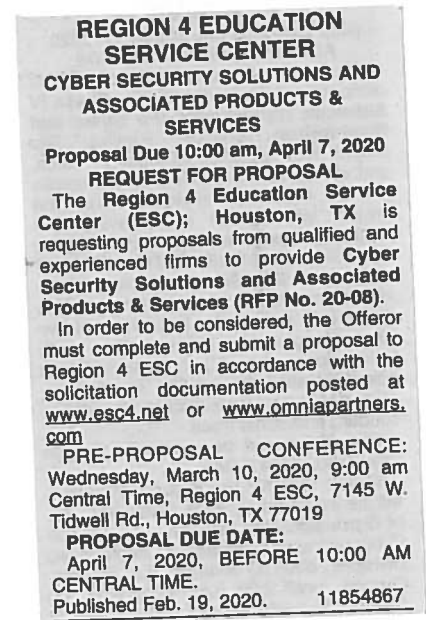 REGION 4 EDUCATION
SERVICE CENTER
CYBER SECURITY SOLUTIONS AND
ASSOCIATED PRODUCTS &
SERVICES
Proposal Due 10:00 am, April 7, 2020
REQUEST FOR PROPOSAL
The Region 4 Education Service
Center (ESC); Houston, TX is
requesting proposals from qualified and
experienced firms to provide Cyber
Security Solutions and Associated
Products & Services (RFP No. 20-08).
In order to be considered, the Offeror
must complete and submit a proposal to
Region 4 ESC in accordance with the
solicitation documentation posted at
www.esc4.net or www.omniapartners.
com
PRE-PROPOSAL CONFERENCE:
Wednesday, March 10, 2020, 9:00 am
Central Time, Region 4 ESC, 7145 W.
Tidwell Rd., Houston, TX 77019
PROPOSAL DUE DATE:
April 7, 2020, BEFORE 10:00 AM
CENTRAL TIME.
Published Feb. 19, 2020. 11854867